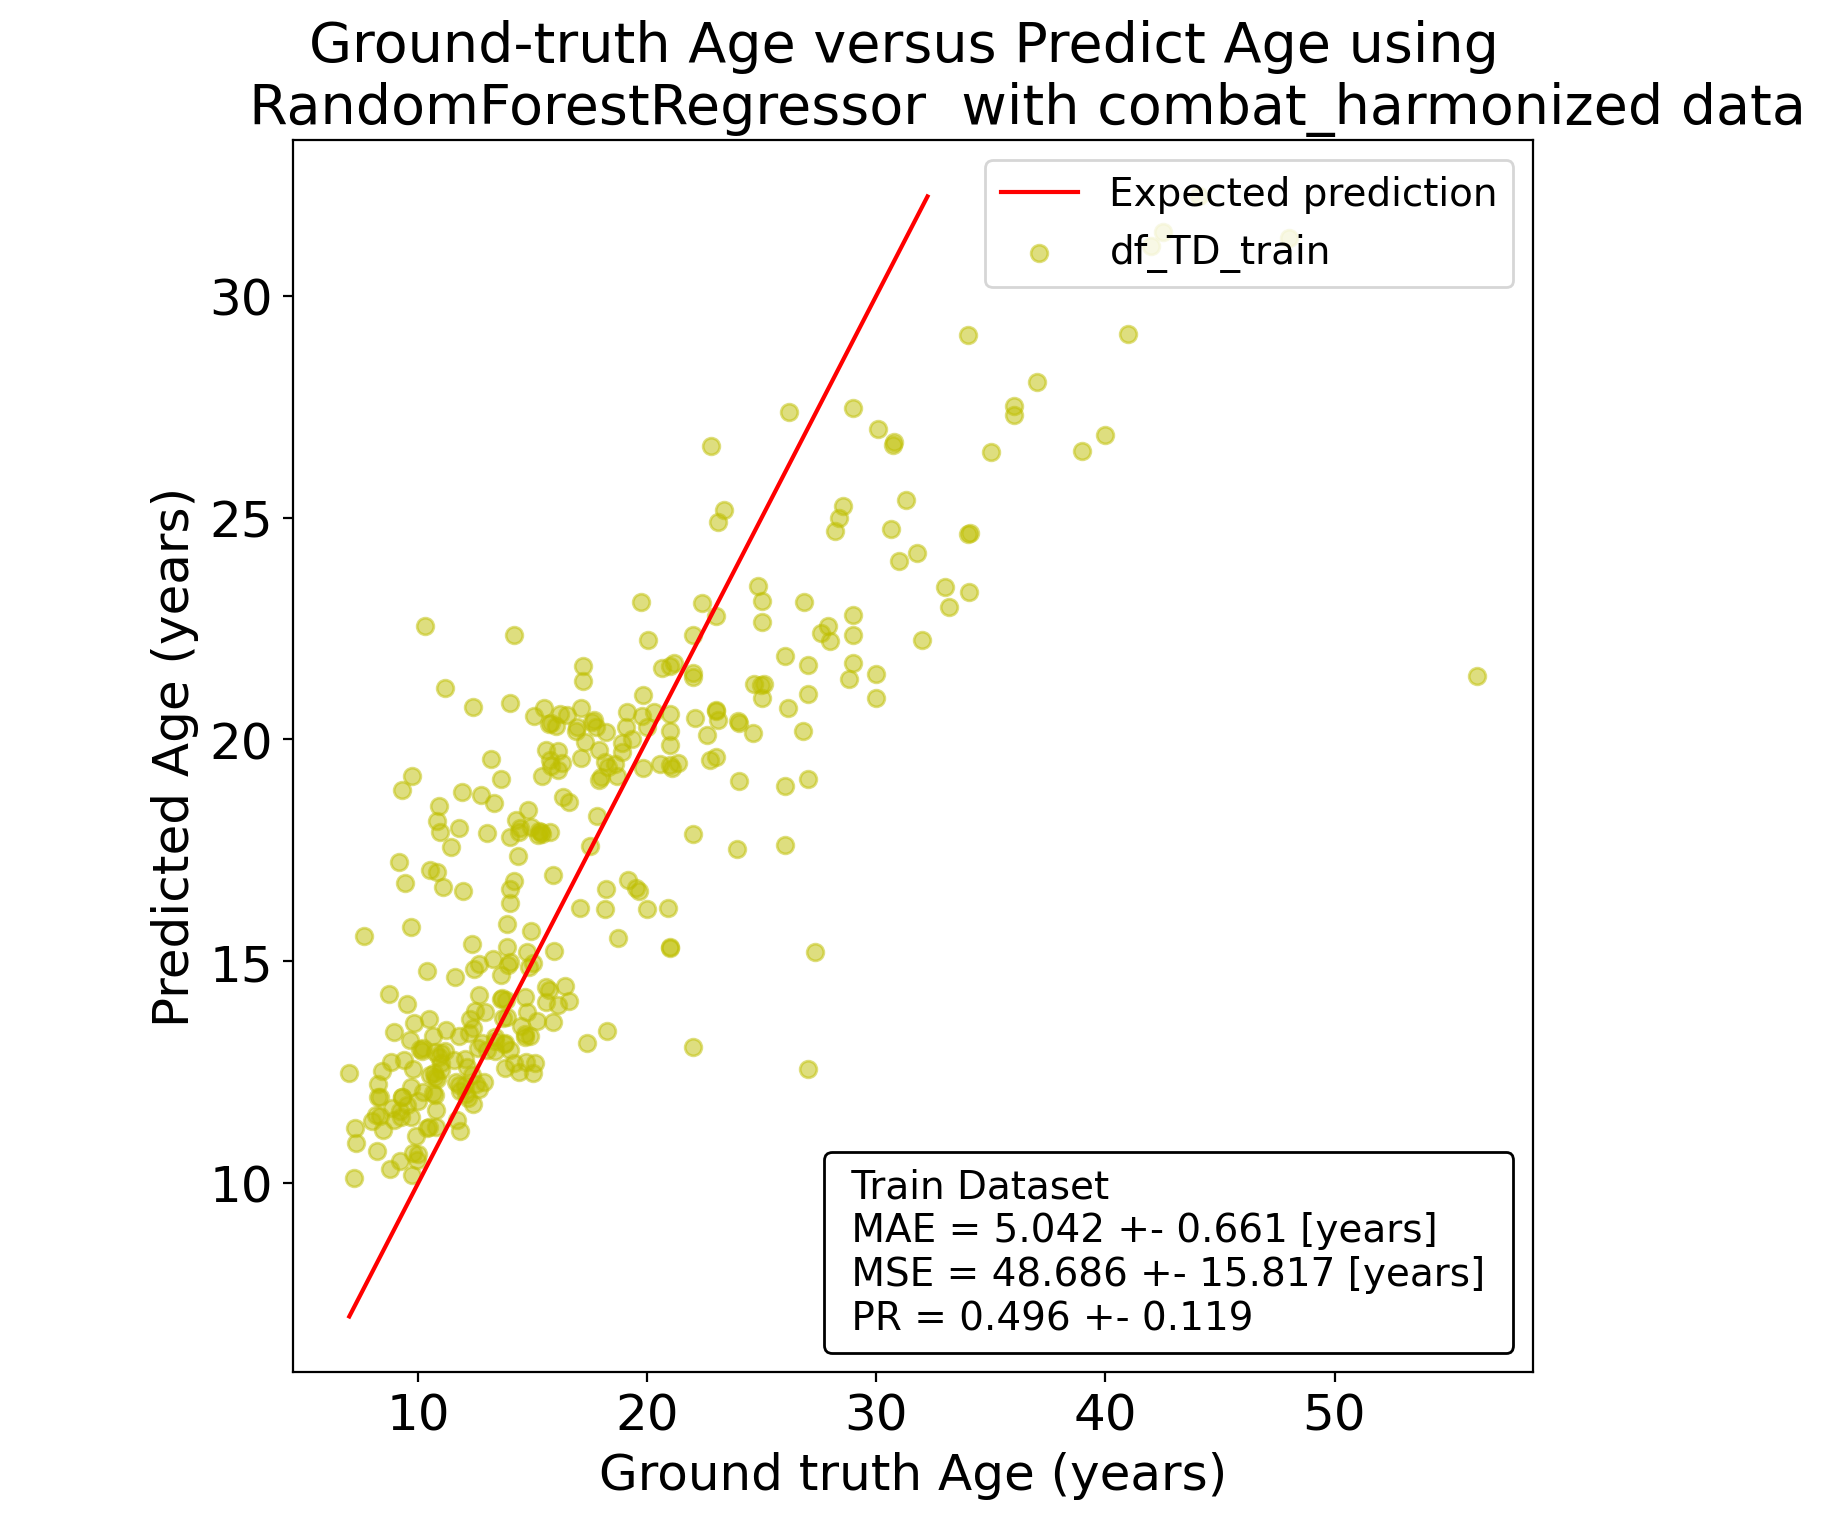 Ground-truth Age versus Predict Age using
RandomForestRegressor  with combat_harmonized data
Expected prediction
df_TD_train
30
25
20
15
10
Predicted Age (years)
Train Dataset
MAE = 5.042 +- 0.661 [years]
MSE = 48.686 +- 15.817 [years]
PR = 0.496 +- 0.119
10 20 30 40 50
Ground truth Age (years)